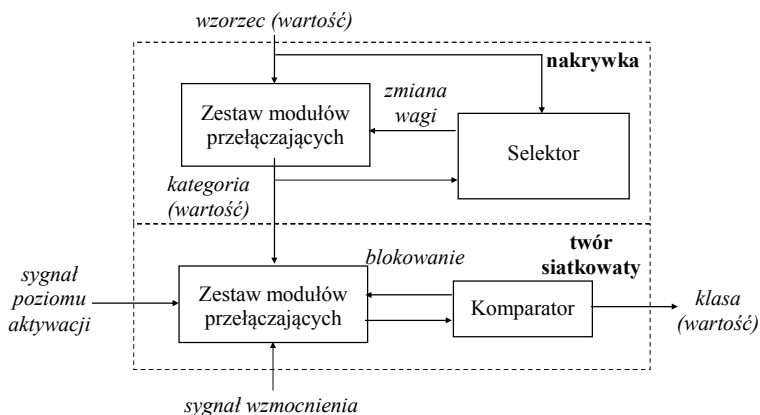 wzorzec (wartość)
nakrywka
zmiana
wagi
Zestaw modułów
przełączających
Selektor
kategoria
(wartość)
twór
siatkowaty
blokowanie
sygnał
poziomu
aktywacji
Zestaw modułów
przełączających
Komparator
klasa
(wartość)
sygnał wzmocnienia